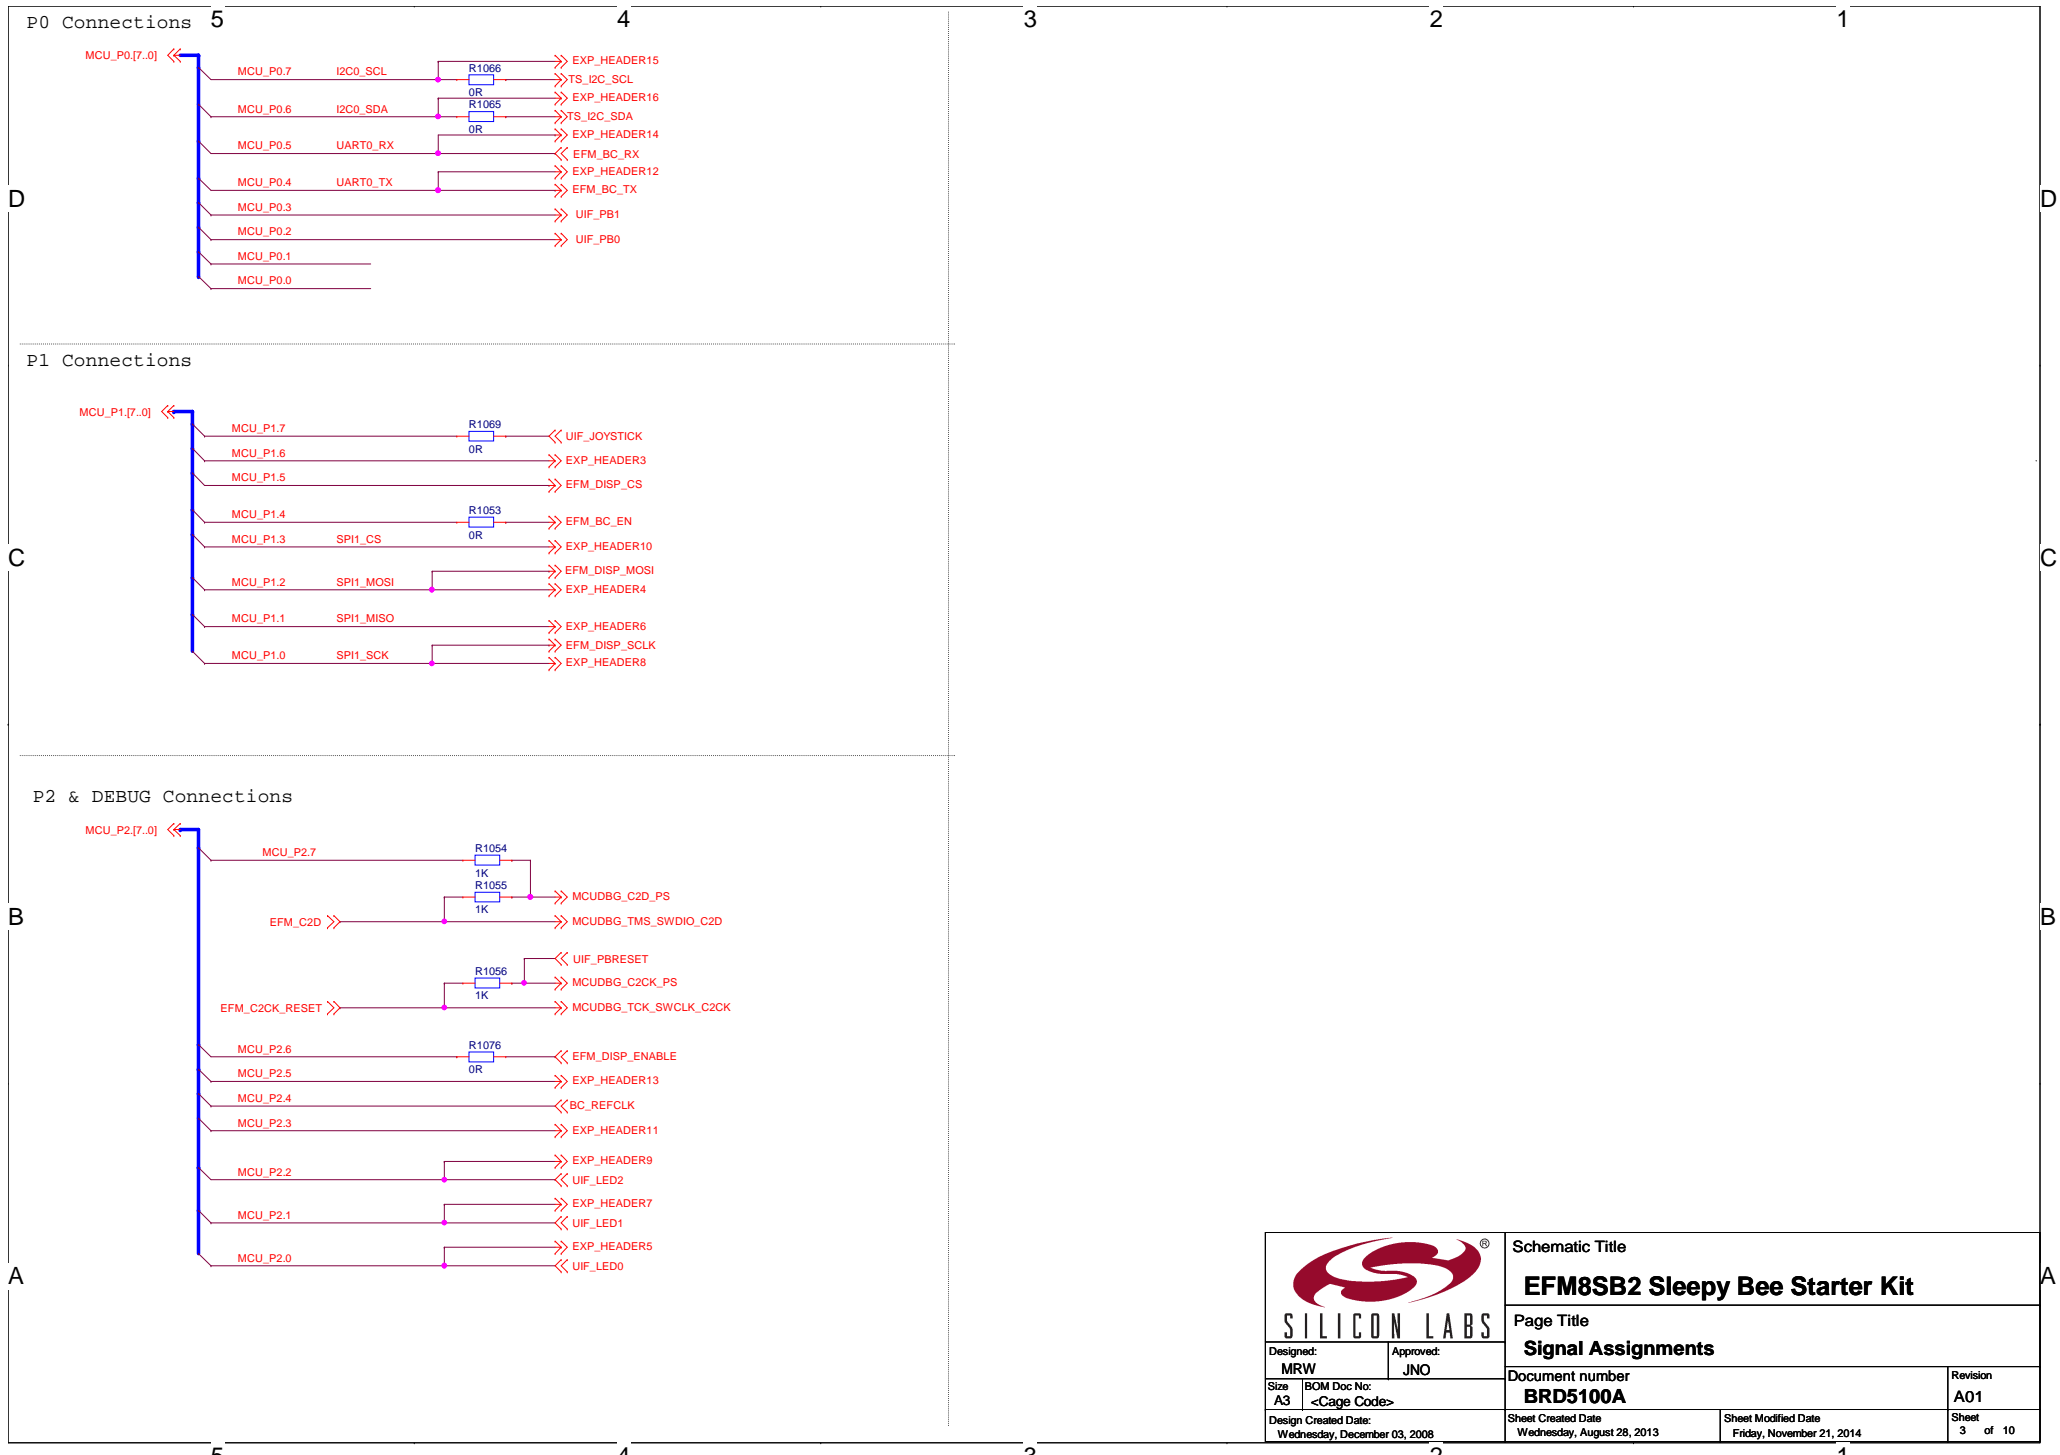 5 4 3 2 1
P0 Connections
MCU_P0.[7..0]
EXP_HEADER15
MCU_P0.7 I2C0_SCL R1066 0R TS_I2C_SCL
EXP_HEADER16
MCU_P0.6 I2C0_SDA R1065 0R TS_I2C_SDA
EXP_HEADER14
MCU_P0.5 UART0_RX EFM_BC_RX
EXP_HEADER12
MCU_P0.4 UART0_TX EFM_BC_TX
D D
MCU_P0.3 UIF_PB1
MCU_P0.2 UIF_PB0
MCU_P0.1
MCU_P0.0
P1 Connections
MCU_P1.[7..0]
MCU_P1.7 R1069 0R UIF_JOYSTICK
MCU_P1.6 EXP_HEADER3
MCU_P1.5 EFM_DISP_CS
MCU_P1.4 R1053 0R EFM_BC_EN
MCU_P1.3 SPI1_CS EXP_HEADER10
C C
EFM_DISP_MOSI
MCU_P1.2 SPI1_MOSI EXP_HEADER4
MCU_P1.1 SPI1_MISO EXP_HEADER6
EFM_DISP_SCLK
MCU_P1.0 SPI1_SCK EXP_HEADER8
P2 & DEBUG Connections
MCU_P2.[7..0]
MCU_P2.7 R1054 1K
R1055 1K MCUDBG_C2D_PS
B B
EFM_C2D MCUDBG_TMS_SWDIO_C2D
UIF_PBRESET
R1056 1K MCUDBG_C2CK_PS
EFM_C2CK_RESET MCUDBG_TCK_SWCLK_C2CK
MCU_P2.6 R1076 0R EFM_DISP_ENABLE
MCU_P2.5 EXP_HEADER13
MCU_P2.4 BC_REFCLK
MCU_P2.3 EXP_HEADER11
EXP_HEADER9
MCU_P2.2 UIF_LED2
EXP_HEADER7
MCU_P2.1 UIF_LED1
EXP_HEADER5
MCU_P2.0 UIF_LED0
A A
®
SILICON LABS
Schematic Title
EFM8SB2 Sleepy Bee Starter Kit
Page Title
Signal Assignments
Designed: MRW
Approved: JNO
Document number
BRD5100A
Revision
A01
Size A3
BOM Doc No: <Cage Code>
Design Created Date:
Wednesday, December 03, 2008
Sheet Created Date
Wednesday, August 28, 2013
Sheet Modified Date
Friday, November 21, 2014
Sheet
3 of 10
5 4 3 2 1